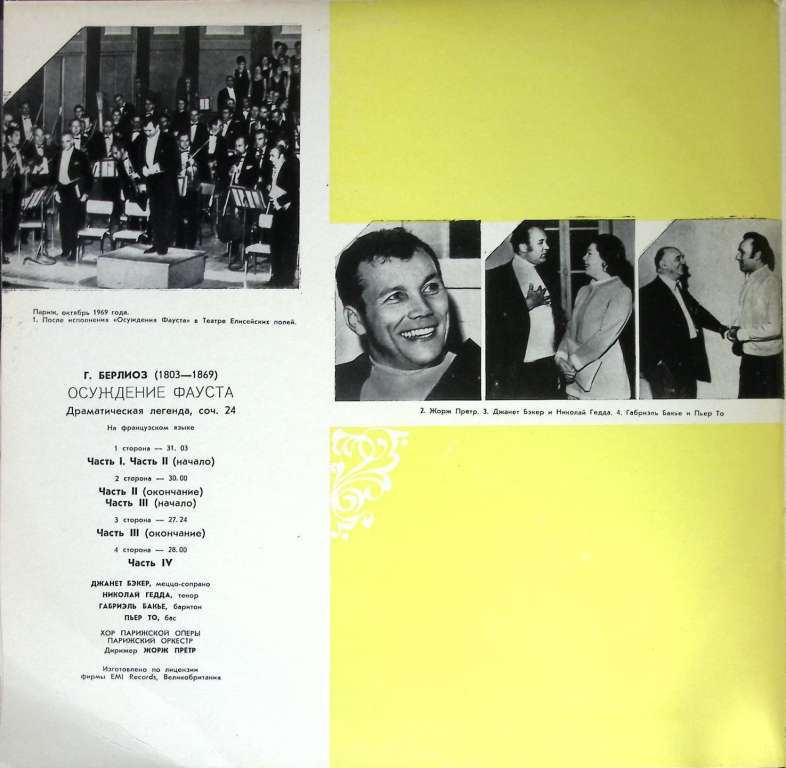 Париж, октябрь 1969 года.
1. После исполнения «Осуждения Фауста» в Театре Елисейских полей.
2. Жорж Претр. 3. Джанет Бэкер и Николай Гедда. 4. Габриэль Бакье и Пьер То
Г. БЕРЛИОЗ (1803—1869)
ОСУЖДЕНИЕ ФАУСТА
Драматическая легенда, соч. 24
На французском языке
1 сторона — 31. 03
Часть I. Часть II (начало)
2 сторона — 30.00
Часть II (окончание)
Часть III (начало)
3 сторона — 27.24
Часть III (окончание)
4 сторона — 28.00
Часть IV
ДЖАНЕТ БЭКЕР, меццо-сопрано
НИКОЛАЙ ГЕДДА, тенор
ГАБРИЭЛЬ БАКЬЕ, баритон
ПЬЕР ТО, бас
ХОР ПАРИЖСКОЙ ОПЕРЫ
ПАРИЖСКИЙ ОРКЕСТР
Дирижер ЖОРЖ ПРЕТР
Изготовлено по лицензии
фирмы EMI Records, Великобритания